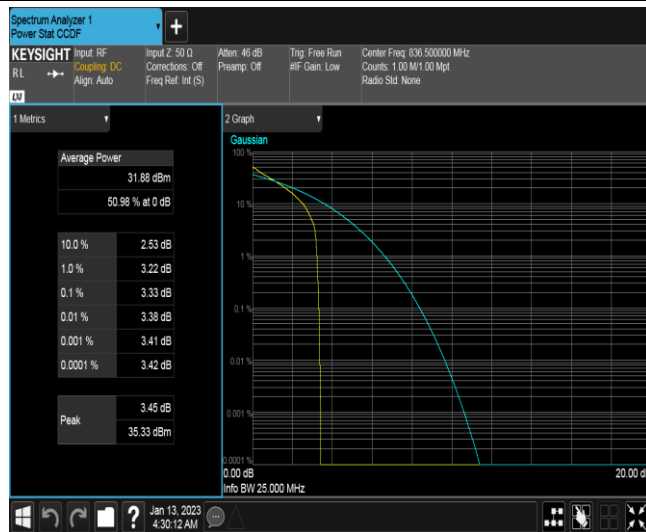 Spectrum Analyzer 1
Power Stat CCDF
+
KEYSIGHT
RL
LXI
Input: RF
Coupling: DC
Align: Auto
Input Z: 50 Ω
Corrections: Off
Freq Ref: Int (S)
Atten: 46 dB
Preamp: Off
Trig: Free Run
#IF Gain: Low
Center Freq: 836.500000 MHz
Counts: 1.00 M/1.00 Mpt
Radio Std: None
1 Metrics
Average Power
31.88 dBm
50.98 % at 0 dB
10.0 % 2.53 dB
1.0 % 3.22 dB
0.1 % 3.33 dB
0.01 % 3.38 dB
0.001 % 3.41 dB
0.0001 % 3.42 dB
Peak
3.45 dB
35.33 dBm
2 Graph
Gaussian
100 %
10 %
1 %
0.1 %
0.01 %
0.001 %
0.0001 %
0.00 dB
20.00 d
Info BW 25.000 MHz
?
Jan 13, 2023
4:30:12 AM